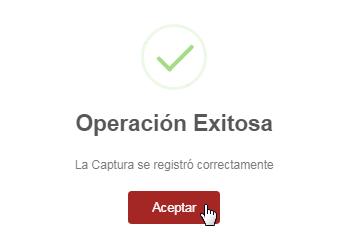 Operación Exitosa
La Captura se registró correctamente
Aceptar